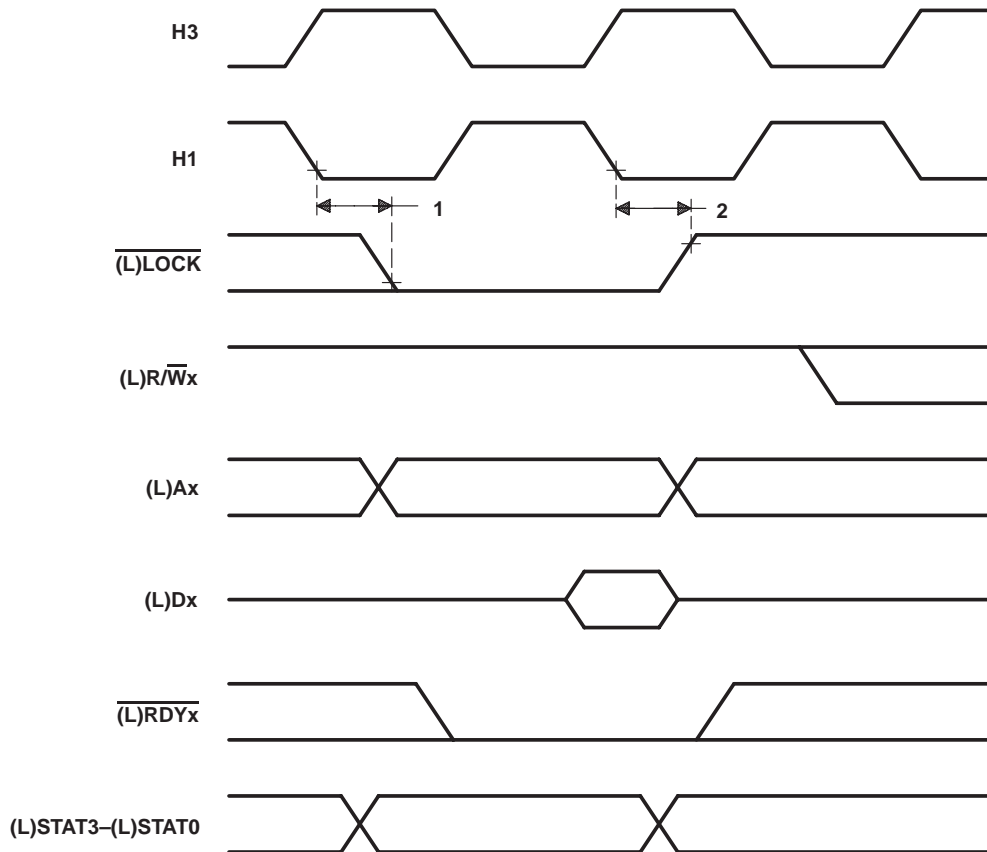 H3
H1
1
2
(L)LOCK
(L)R/Wx
(L)Ax
(L)Dx
(L)RDYx
(L)STAT3–(L)STAT0